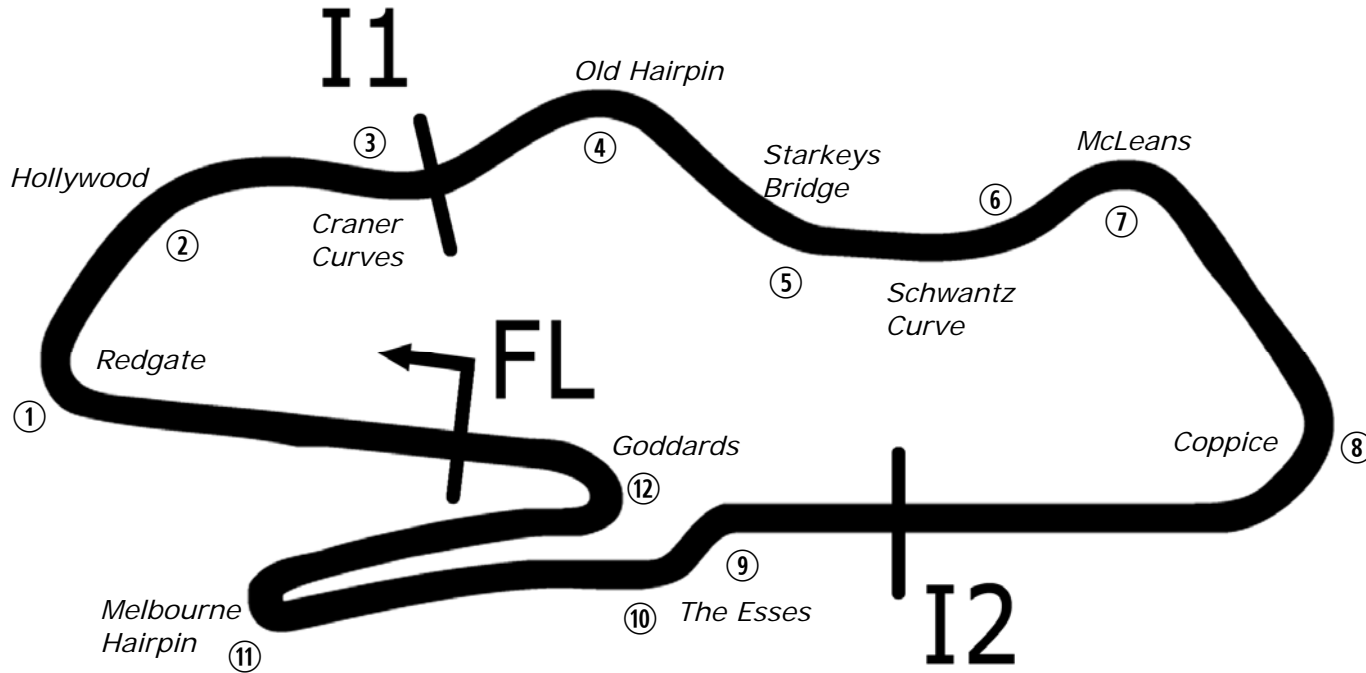 I1
Old Hairpin
③
④
McLeans
Starkeys
Bridge
Hollywood
⑥
⑦
②
Craner
Curves
⑤
Schwantz
Curve
FL
Redgate
①
Goddards
Coppice
⑧
⑫
⑨
Melbourne
Hairpin
⑩
The Esses
I2
⑪